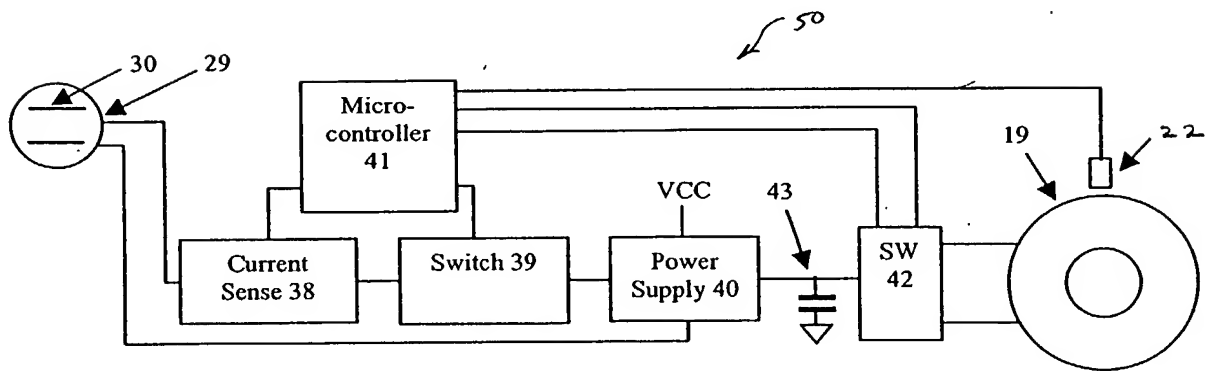 50
30
29
Micro-
controller
41
19
22
VCC
43
Current
Sense 38
Switch 39
Power
Supply 40
SW
42